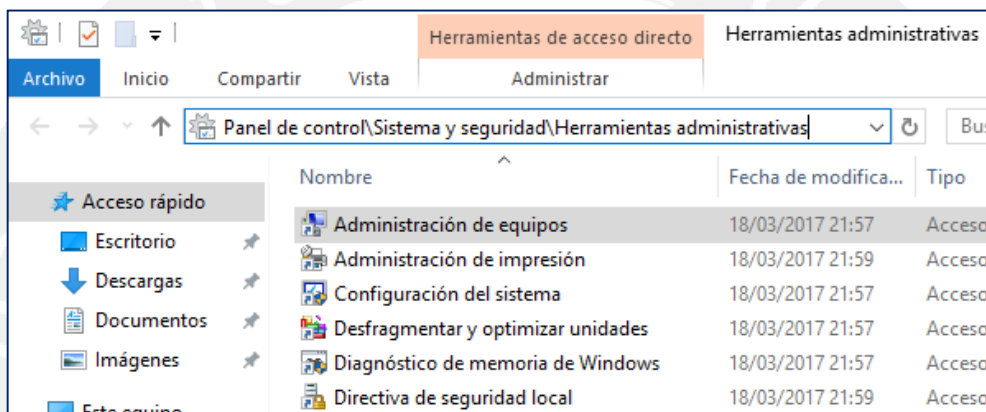 Herramientas de acceso directo
Herramientas administrativas
Archivo Inicio Compartir Vista Administrar
Panel de control\Sistema y seguridad\Herramientas administrativas
Nombre Fecha de modifica... Tipo
Acceso rápido
Escritorio
Descargas
Documentos
Imágenes
Este equipo
Administración de equipos 18/03/2017 21:57
Administración de impresión 18/03/2017 21:59
Configuración del sistema 18/03/2017 21:57
Desfragmentar y optimizar unidades 18/03/2017 21:57
Diagnóstico de memoria de Windows 18/03/2017 21:57
Directiva de seguridad local 18/03/2017 21:59